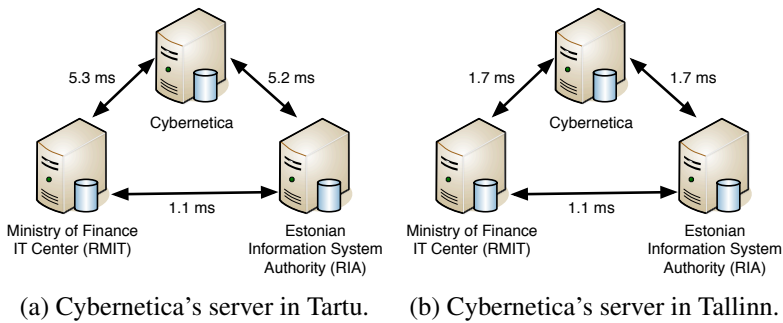 5.3 ms
5.2 ms
Cybernetica
1.1 ms
Ministry of Finance
IT Center (RMIT)
Estonian
Information System
Authority (RIA)
(a) Cybernetica's server in Tartu.
1.7 ms
1.7 ms
Cybernetica
1.1 ms
Ministry of Finance
IT Center (RMIT)
Estonian
Information System
Authority (RIA)
(b) Cybernetica's server in Tallinn.